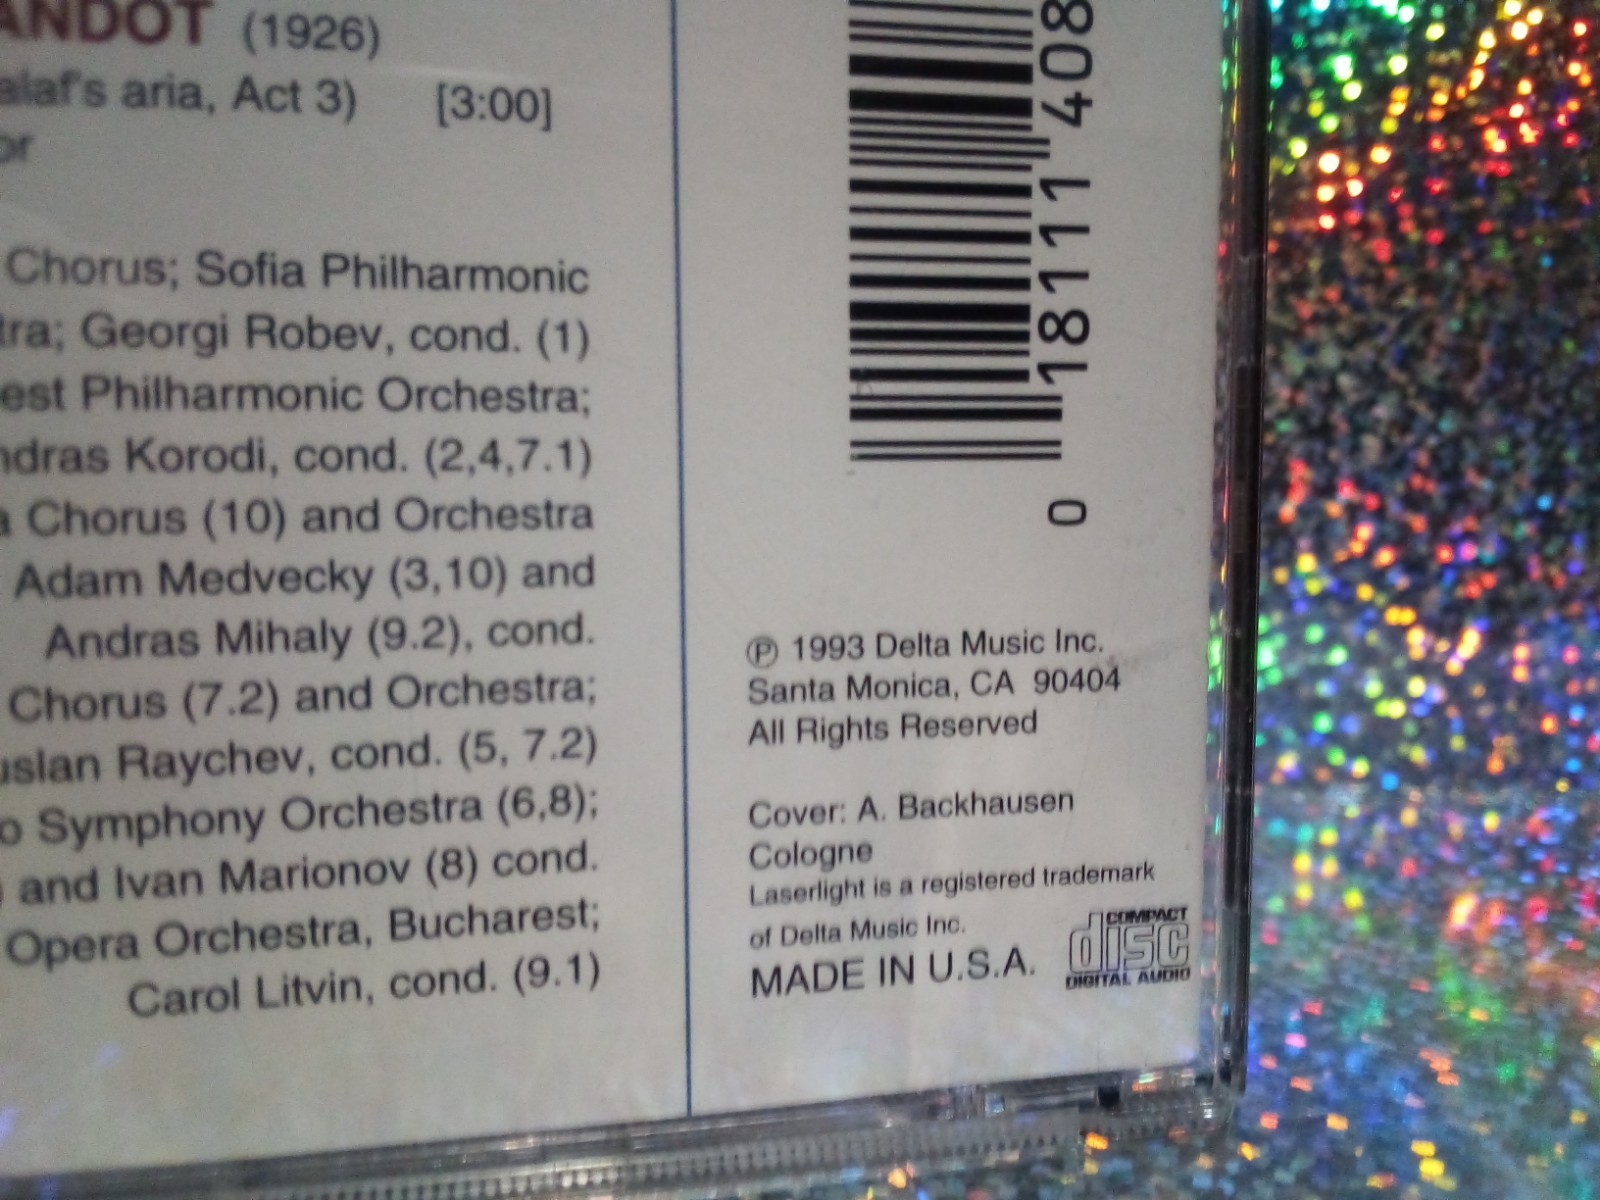 ANDOT (1926)
alaf's aria, Act 3) [3:00]
or
Chorus; Sofia Philharmonic
tra; Georgi Robev, cond. (1)
est Philharmonic Orchestra;
ndras Korodi, cond. (2,4,7.1)
a Chorus (10) and Orchestra
Adam Medvecky (3,10) and
Andras Mihaly (9.2), cond.
Chorus (7.2) and Orchestra;
uslan Raychev, cond. (5, 7.2)
o Symphony Orchestra (6,8);
) and Ivan Marionov (8) cond.
Opera Orchestra, Bucharest;
Carol Litvin, cond. (9.1)
0 18111 408
℗ 1993 Delta Music Inc.
Santa Monica, CA 90404
All Rights Reserved
Cover: A. Backhausen
Cologne
Laserlight is a registered trademark
of Delta Music Inc.
MADE IN U.S.A.
COMPACT
disc
DIGITAL AUDIO